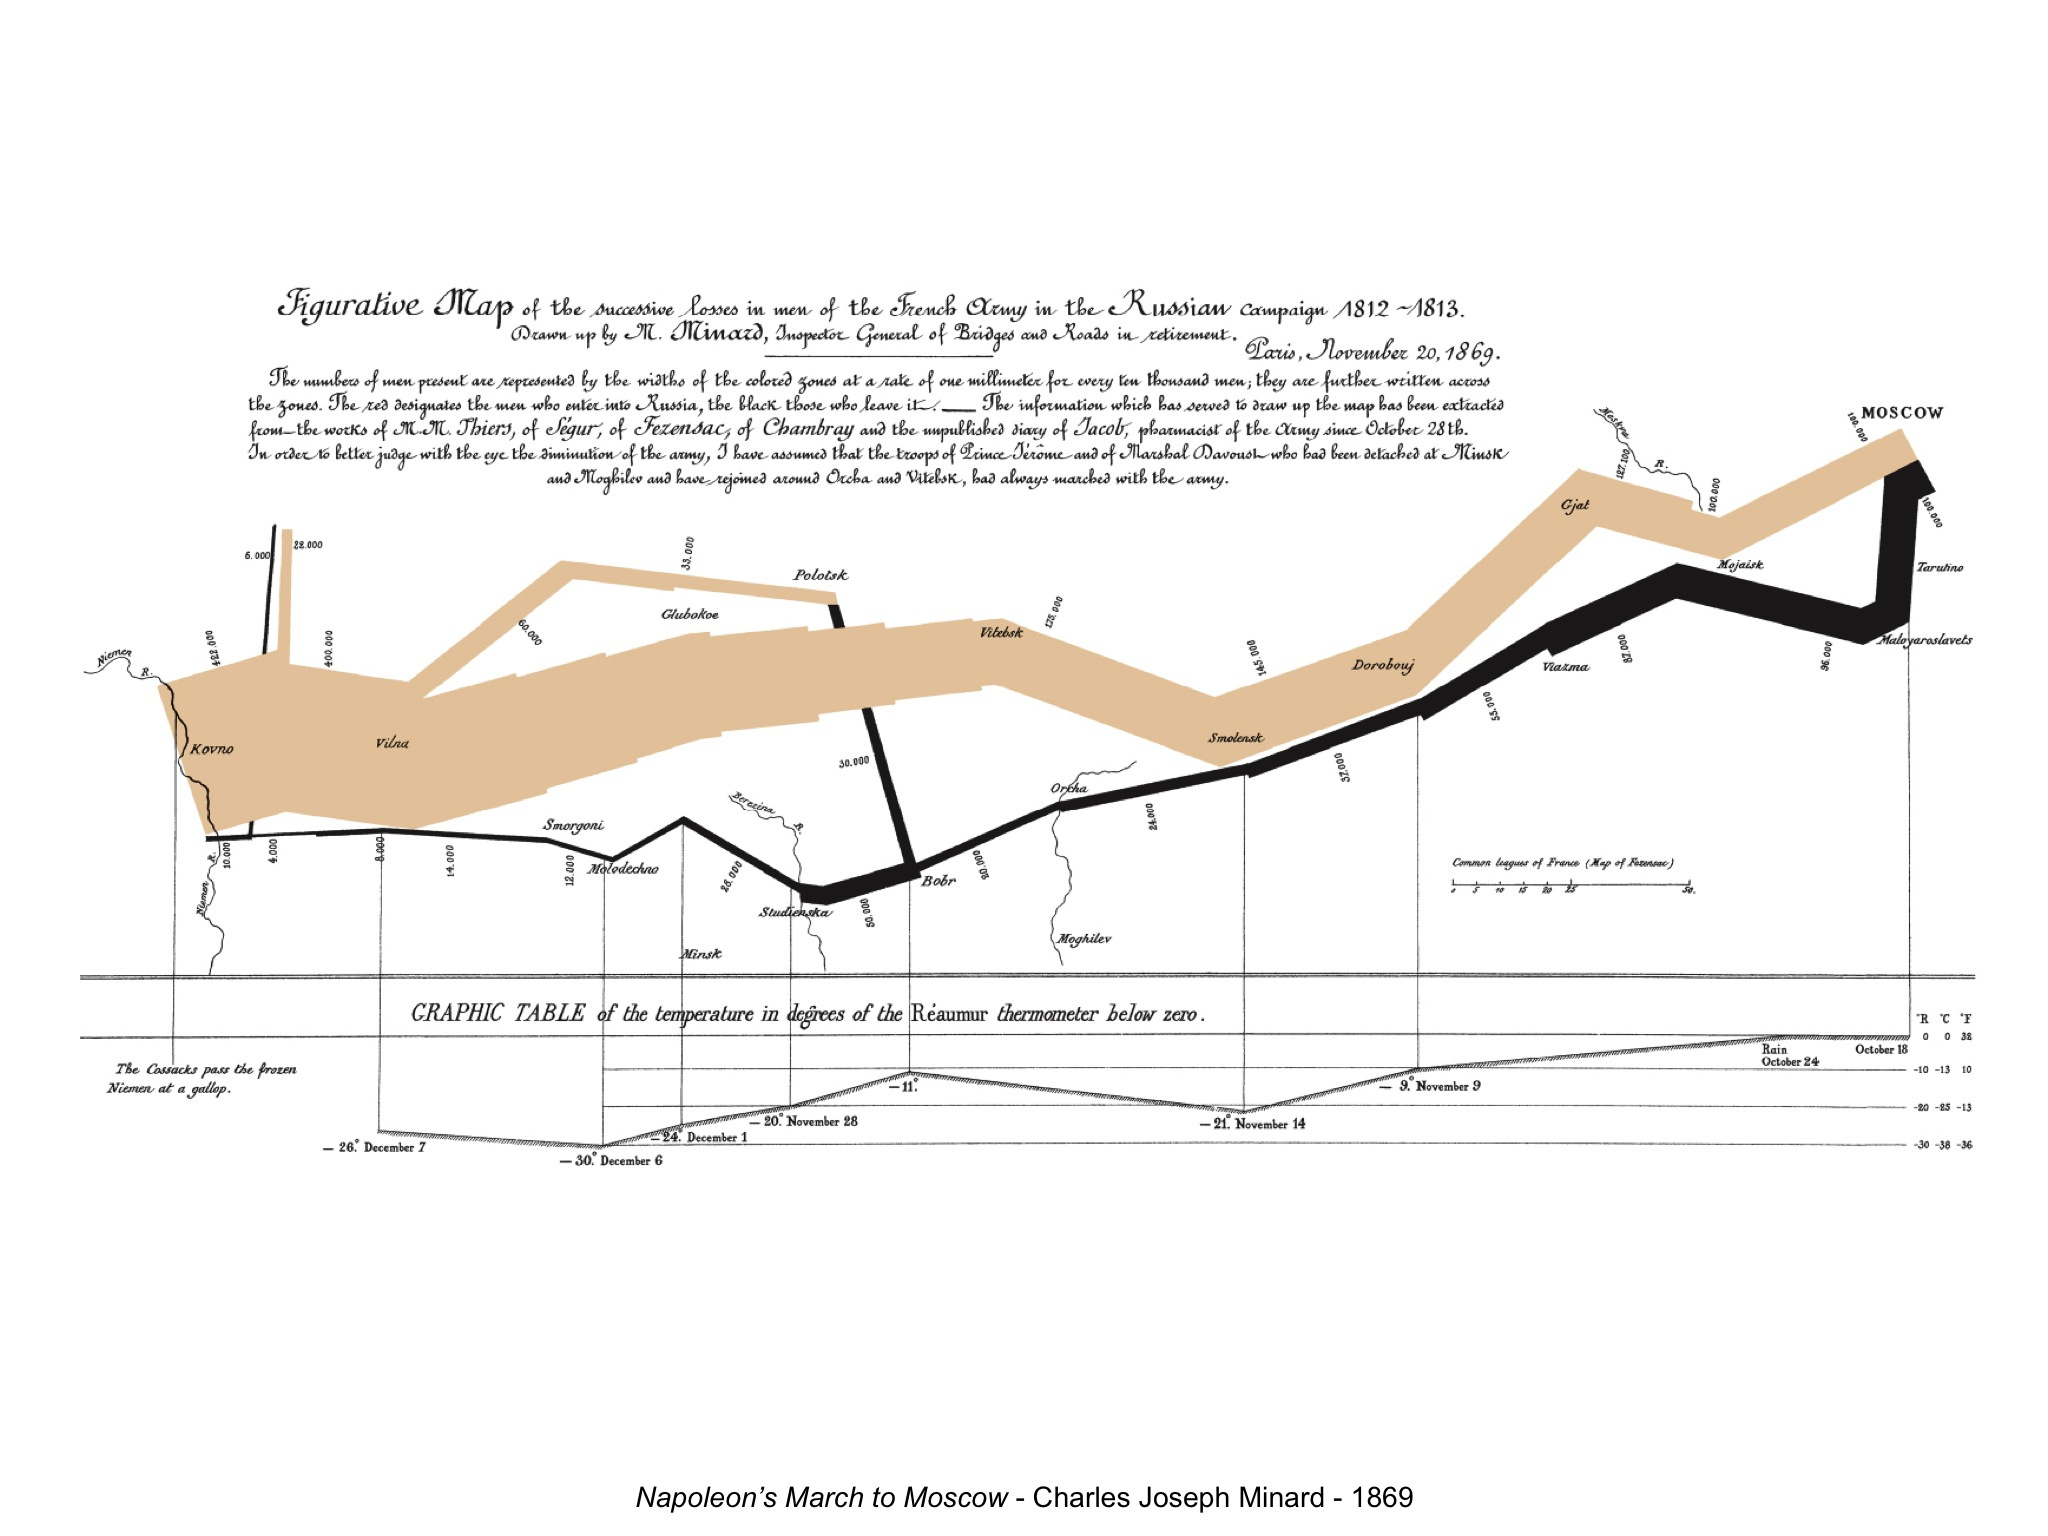 Figurative Map of the successive losses in men of the French Army in the Russian campaign 1812~1813.
Drawn up by M. Minard, Inspector General of Bridges and Roads in retirement.
Paris, November 20, 1869.
The numbers of men present are represented by the widths of the colored zones at a rate of one millimeter for every ten thousand men; they are further written across
the zones. The red designates the men who enter into Russia, the black those who leave it. — The information which has served to draw up the map has been extracted
from the works of M.M. Thiers, of Ségur, of Fezensac, of Chambray and the unpublished diary of Jacob, pharmacist of the Army since October 28th.
In order to better judge with the eye the diminution of the army, I have assumed that the troops of Prince Jérôme and of Marshal Davoust who had been detached at Minsk
and Moghilev and have rejoined around Orcha and Vitebsk, had always marched with the army.
Moskva
R.
100.000
MOSCOW
127.100
100.000
Gjat
100.000
6.000
22.000
33.000
Polotsk
Mojaisk
Tarutino
Glubokoe
60.000
422.000
400.000
Vitebsk
175.000
145.000
Dorobouj
Viazma
87.000
96.000
Maloyaroslavets
Niemen
R.
Kovno
Vilna
Smolensk
55.000
37.000
30.000
Orcha
Berezina
R.
24.000
Smorgoni
10.000
4.000
8.000
14.000
12.000
Molodechno
28.000
Studienska
50.000
Bobr
20.000
Niemen
R.
Minsk
Moghilev
Common leagues of France (Map of Fezensac)
0 5 10 15 20 25 50.
GRAPHIC TABLE of the temperature in degrees of the Réaumur thermometer below zero.
°R °C °F
0 0 32
-10 -13 10
-20 -25 -13
-30 -38 -36
The Cossacks pass the frozen
Niemen at a gallop.
— 26.° December 7
— 30.° December 6
— 24.° December 1
— 20.° November 28
— 11.°
— 21.° November 14
— 9.° November 9
Rain
October 24
October 18
Napoleon's March to Moscow - Charles Joseph Minard - 1869